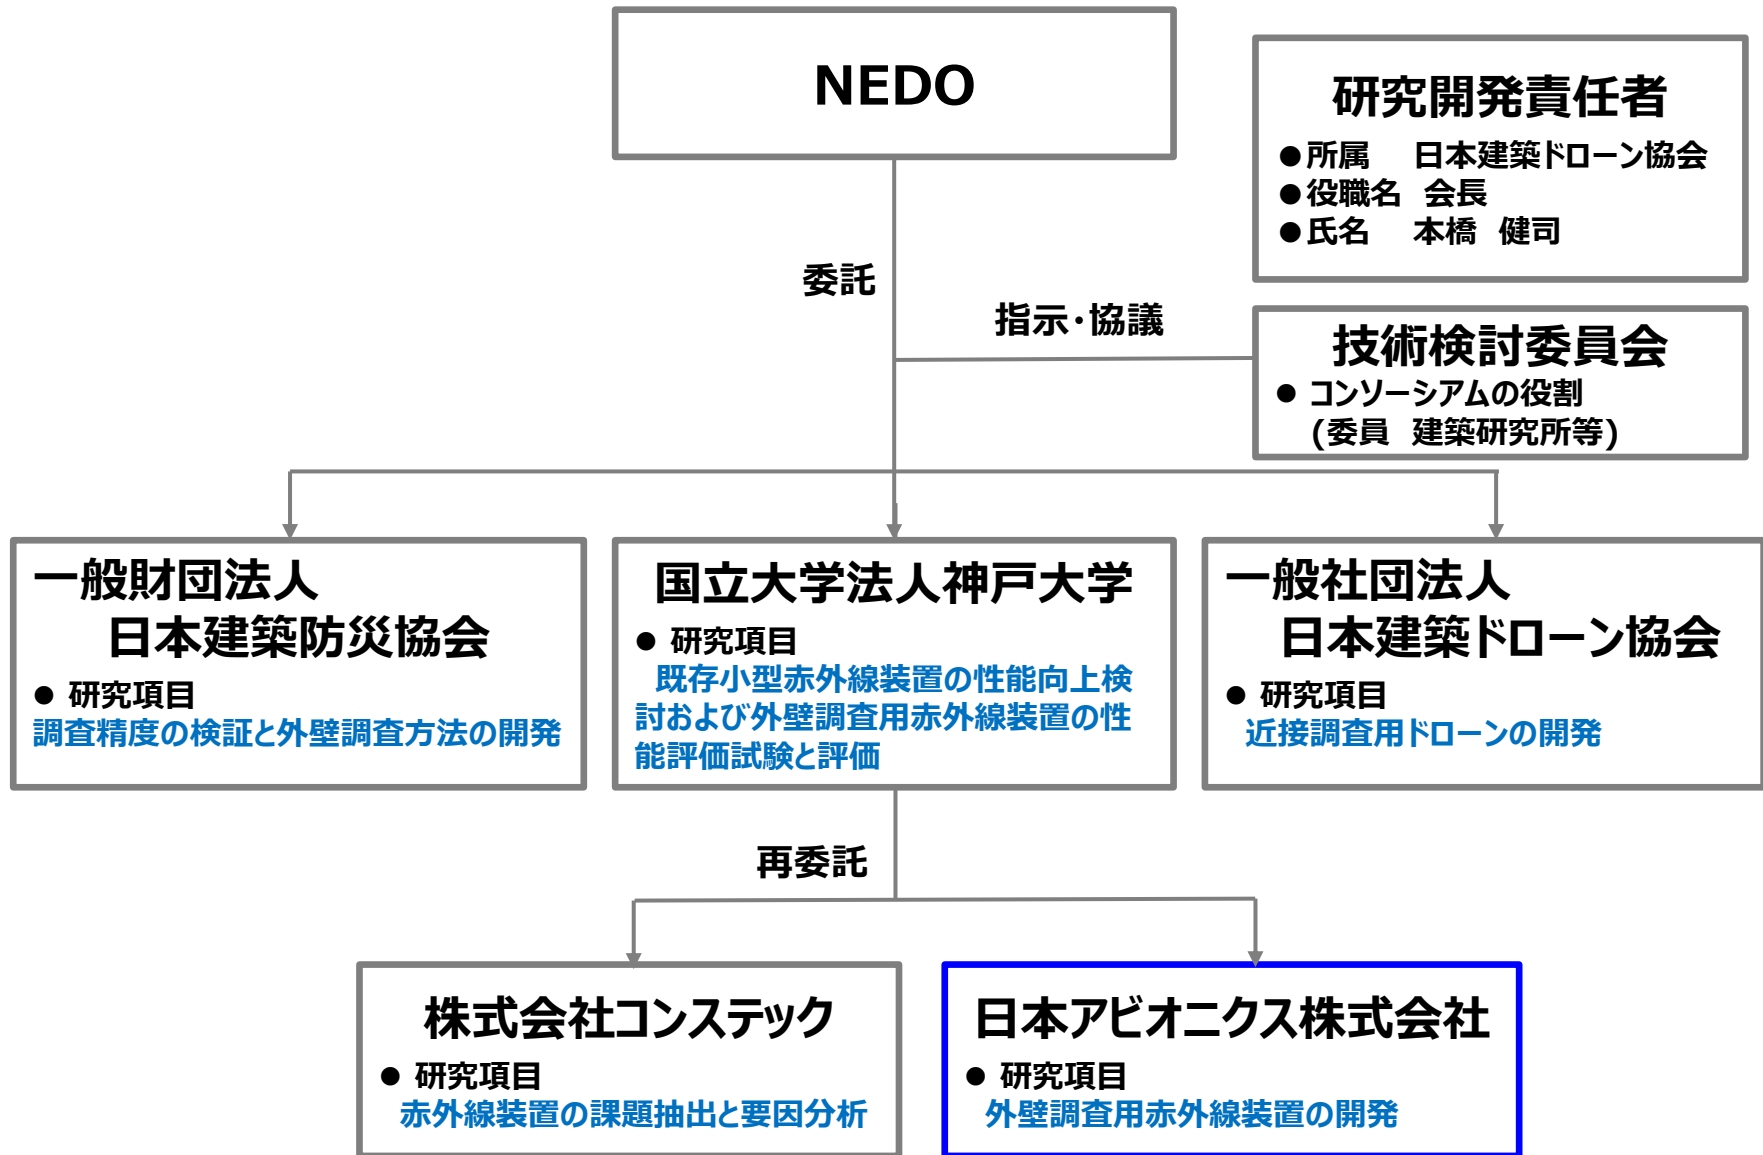 NEDO
研究開発責任者
●所属 日本建築ドローン協会
●役職名 会長
●氏名 本橋 健司
委託
指示・協議
技術検討委員会
● コンソーシアムの役割
(委員 建築研究所等)
一般財団法人
日本建築防災協会
● 研究項目
調査精度の検証と外壁調査方法の開発
国立大学法人神戸大学
● 研究項目
既存小型赤外線装置の性能向上検
討および外壁調査用赤外線装置の性
能評価試験と評価
一般社団法人
日本建築ドローン協会
● 研究項目
近接調査用ドローンの開発
再委託
株式会社コンステック
● 研究項目
赤外線装置の課題抽出と要因分析
日本アビオニクス株式会社
● 研究項目
外壁調査用赤外線装置の開発